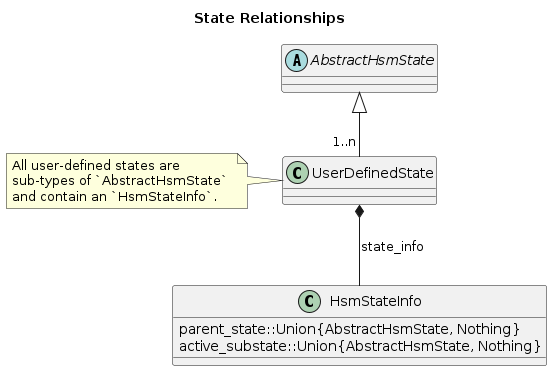 State Relationships
A AbstractHsmState
1..n
All user-defined states are
sub-types of `AbstractHsmState`
and contain an `HsmStateInfo`.
C UserDefinedState
state_info
C HsmStateInfo
parent_state::Union{AbstractHsmState, Nothing}
active_substate::Union{AbstractHsmState, Nothing}